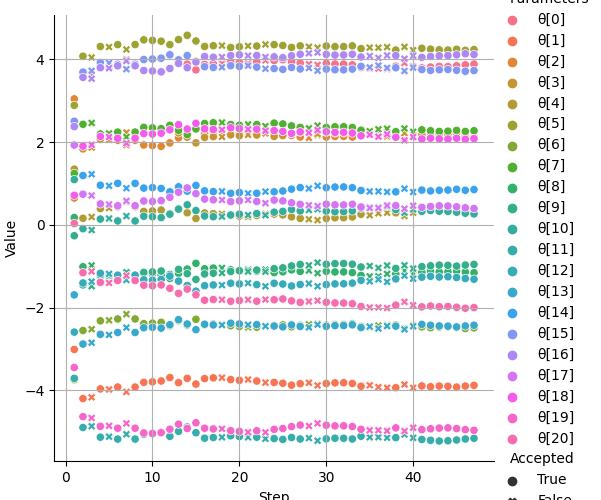 Parameters
θ[0]
θ[1]
θ[2]
θ[3]
θ[4]
θ[5]
θ[6]
θ[7]
θ[8]
θ[9]
θ[10]
θ[11]
θ[12]
θ[13]
θ[14]
θ[15]
θ[16]
θ[17]
θ[18]
θ[19]
θ[20]
Accepted
True
False
4
2
0
−2
−4
Value
0 10 20 30 40
Step